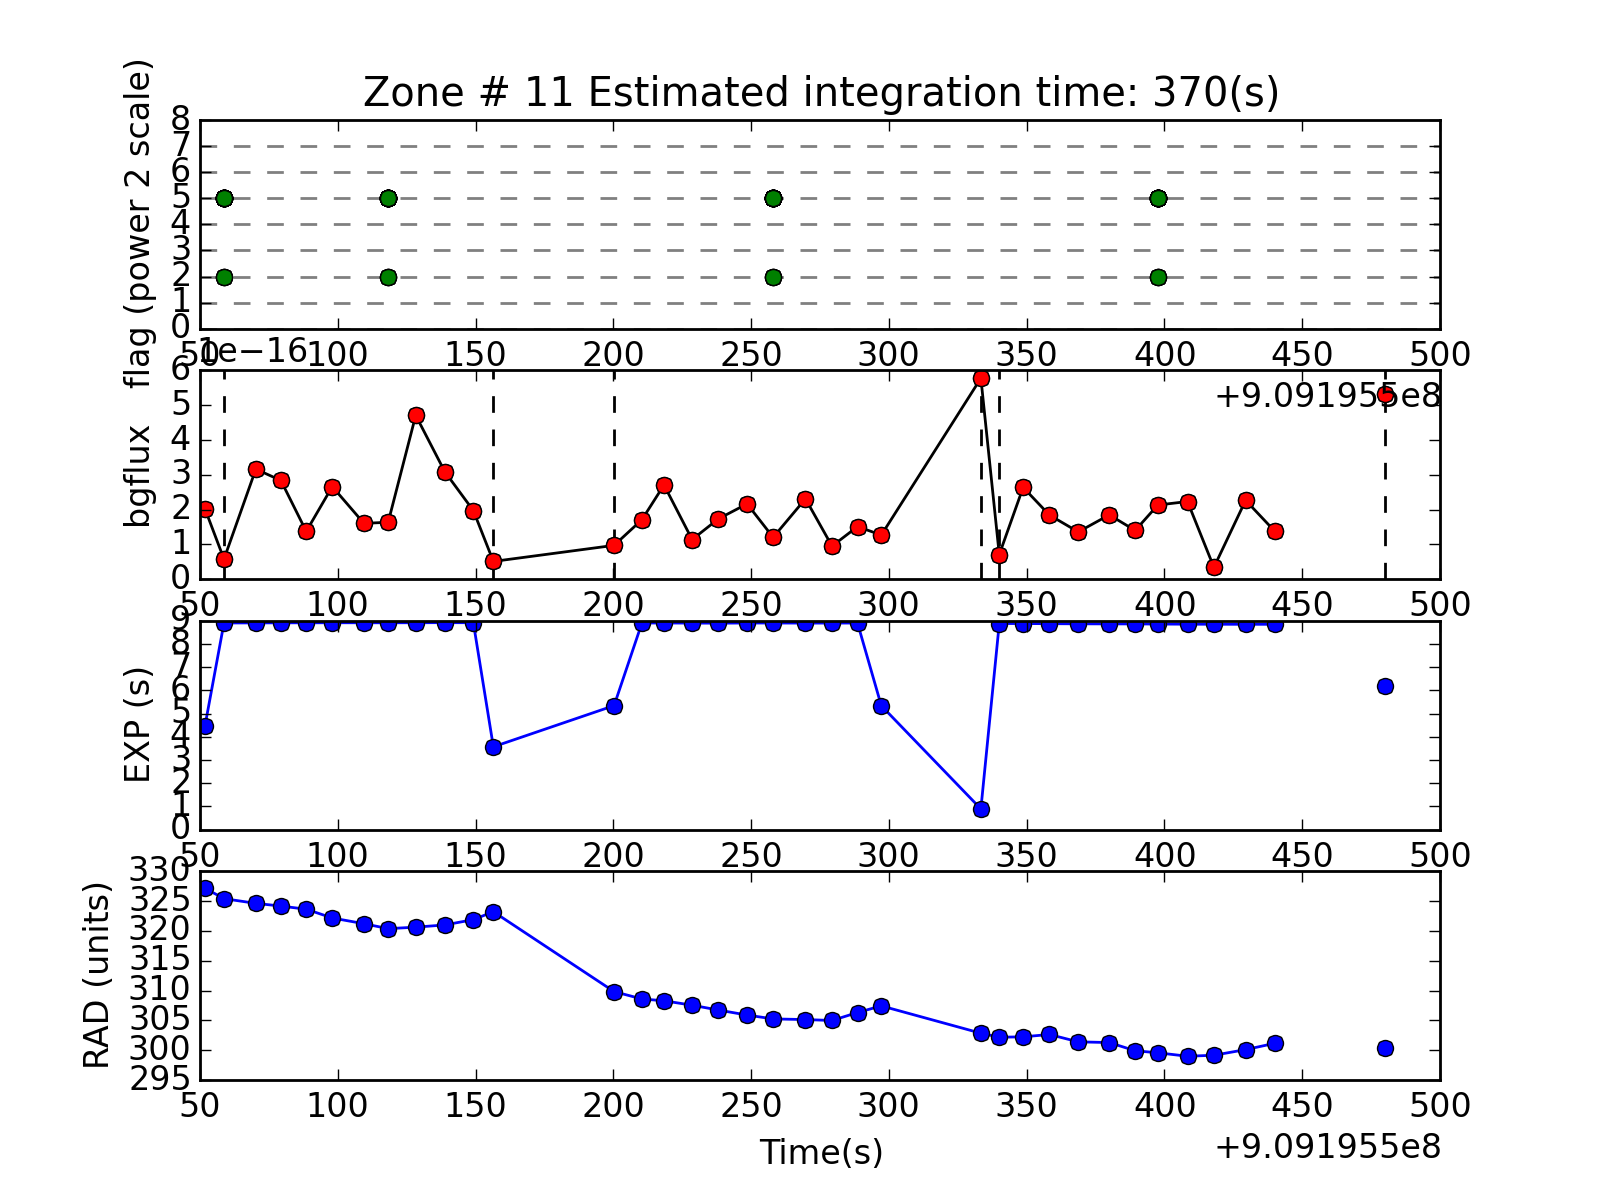 Zone # 11 Estimated integration time: 370(s)
flag (power 2 scale)
8
7
6
5
4
3
2
1
0
50 100 150 200 250 300 350 400 450 500
1e−16
+9.091955e8
bgflux
6
5
4
3
2
1
0
50 100 150 200 250 300 350 400 450 500
EXP (s)
9
8
7
6
5
4
3
2
1
0
50 100 150 200 250 300 350 400 450 500
RAD (units)
330
325
320
315
310
305
300
295
50 100 150 200 250 300 350 400 450 500
Time(s)
+9.091955e8